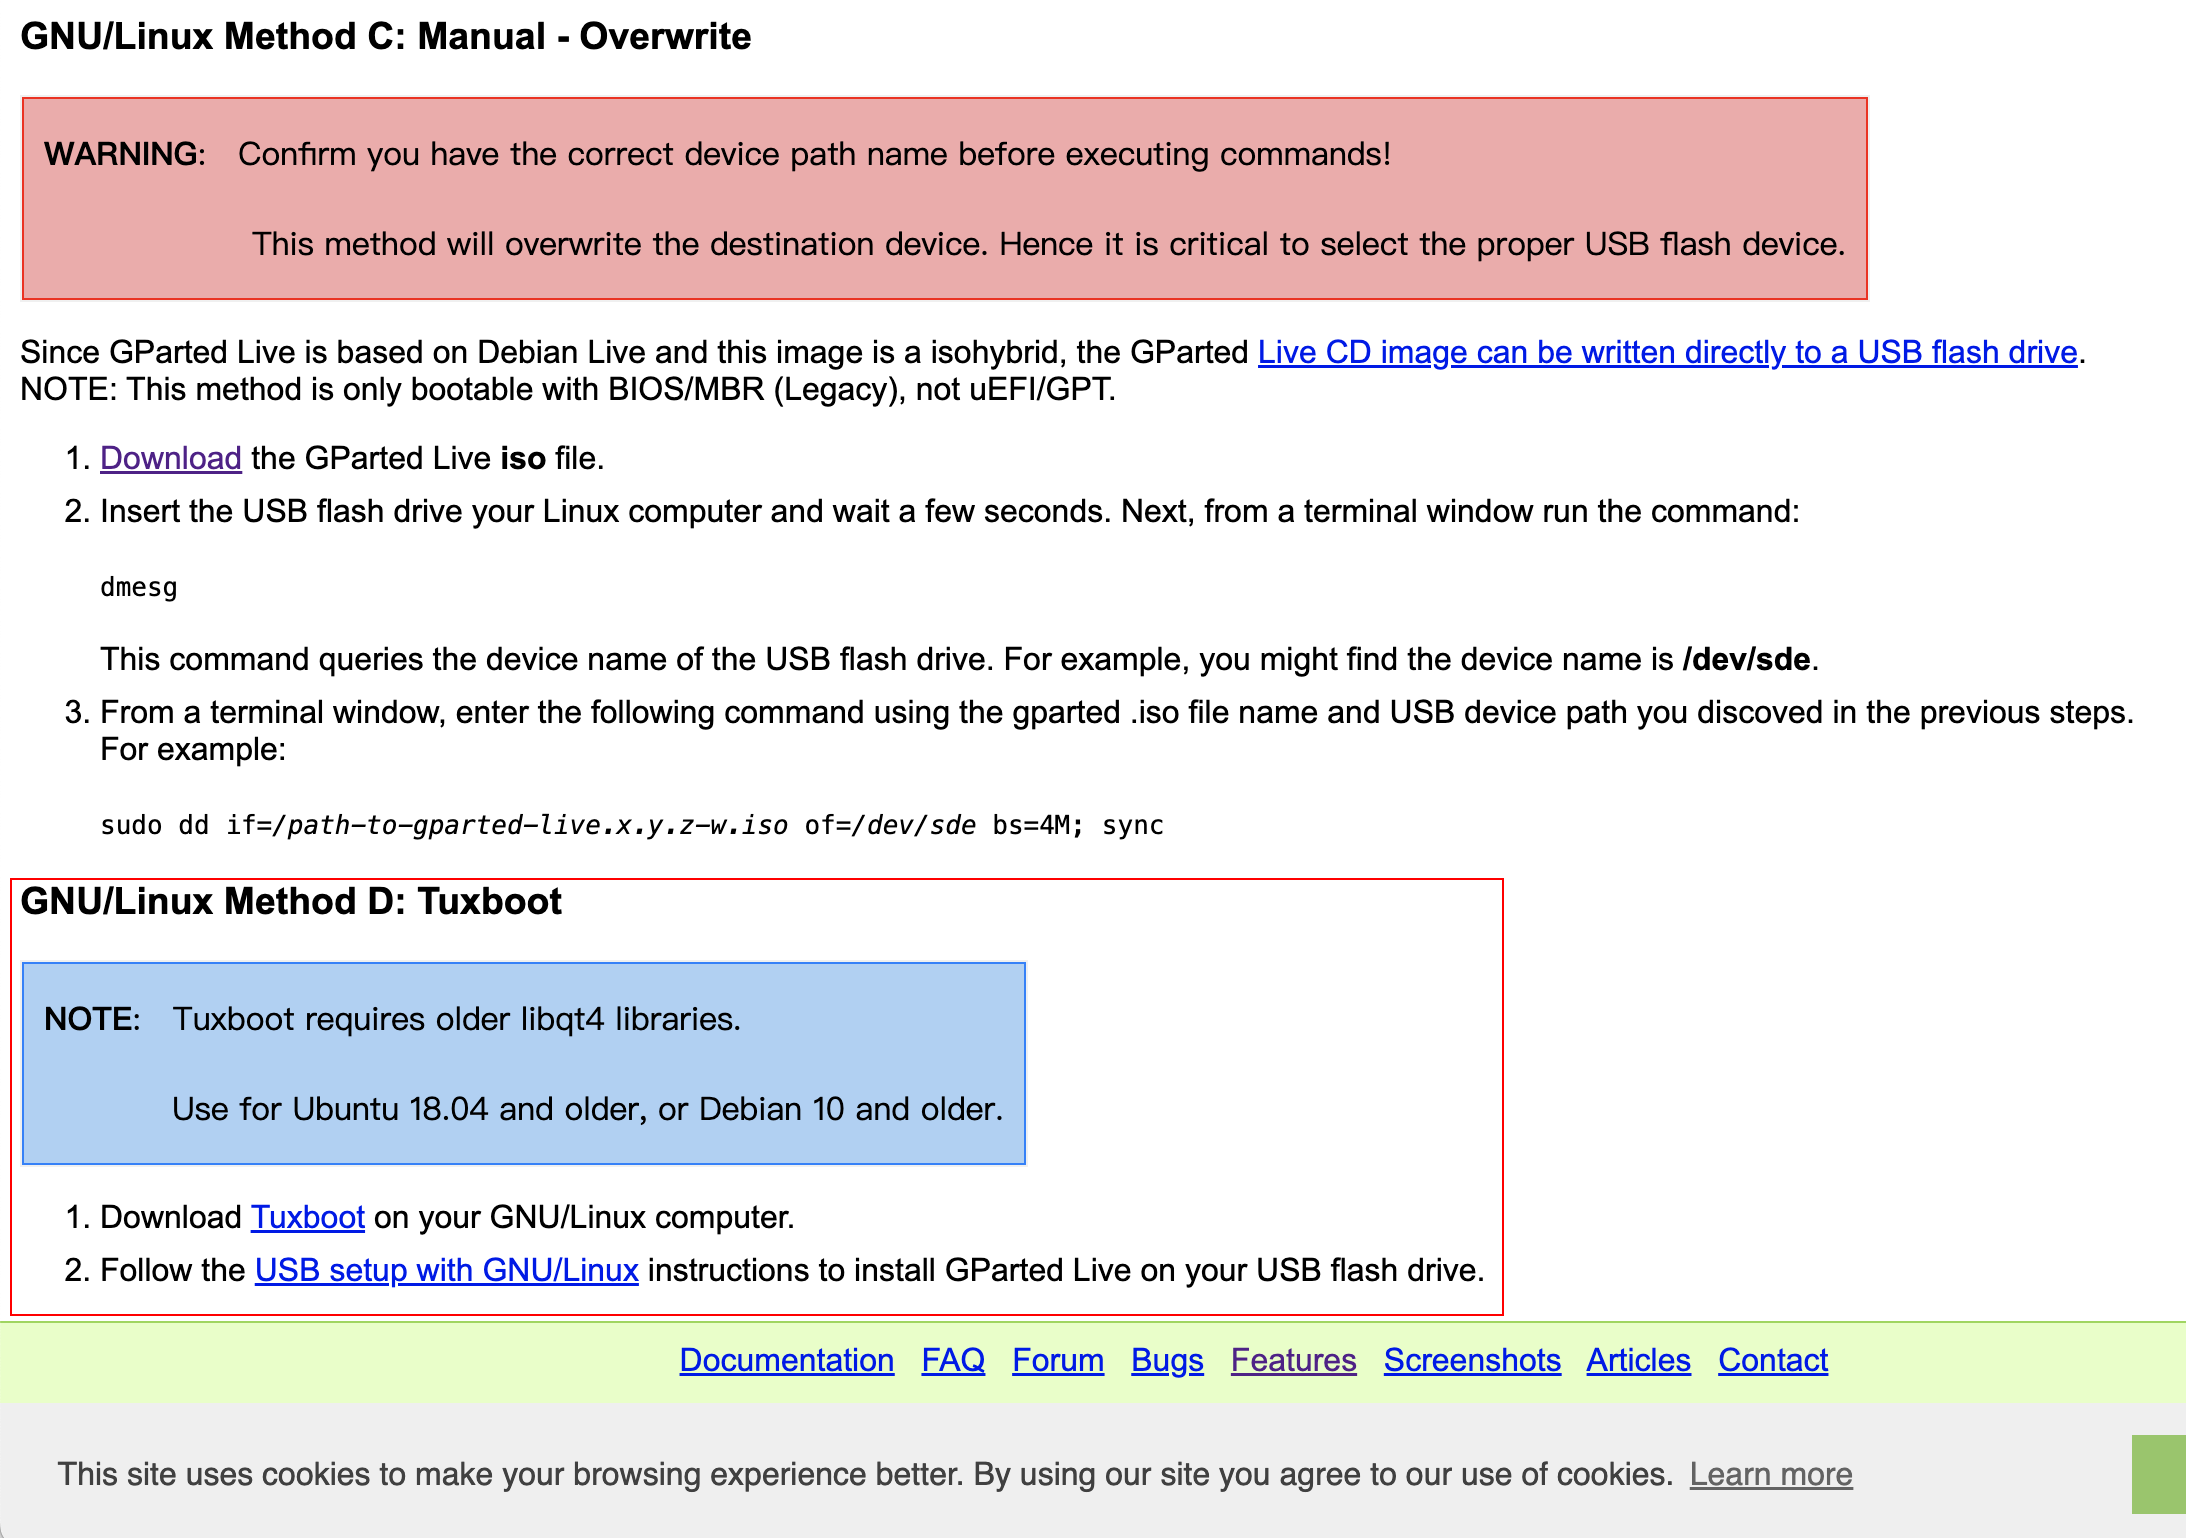 GNU/Linux Method C: Manual - Overwrite
WARNING: Confirm you have the correct device path name before executing commands!
This method will overwrite the destination device. Hence it is critical to select the proper USB flash device.
Since GParted Live is based on Debian Live and this image is a isohybrid, the GParted Live CD image can be written directly to a USB flash drive.
NOTE: This method is only bootable with BIOS/MBR (Legacy), not uEFI/GPT.
1. Download the GParted Live iso file.
2. Insert the USB flash drive your Linux computer and wait a few seconds. Next, from a terminal window run the command:
dmesg
This command queries the device name of the USB flash drive. For example, you might find the device name is /dev/sde.
3. From a terminal window, enter the following command using the gparted .iso file name and USB device path you discoved in the previous steps.
For example:
sudo dd if=/path-to-gparted-live.x.y.z-w.iso of=/dev/sde bs=4M; sync
GNU/Linux Method D: Tuxboot
NOTE: Tuxboot requires older libqt4 libraries.
Use for Ubuntu 18.04 and older, or Debian 10 and older.
1. Download Tuxboot on your GNU/Linux computer.
2. Follow the USB setup with GNU/Linux instructions to install GParted Live on your USB flash drive.
Documentation FAQ Forum Bugs Features Screenshots Articles Contact
This site uses cookies to make your browsing experience better. By using our site you agree to our use of cookies. Learn more